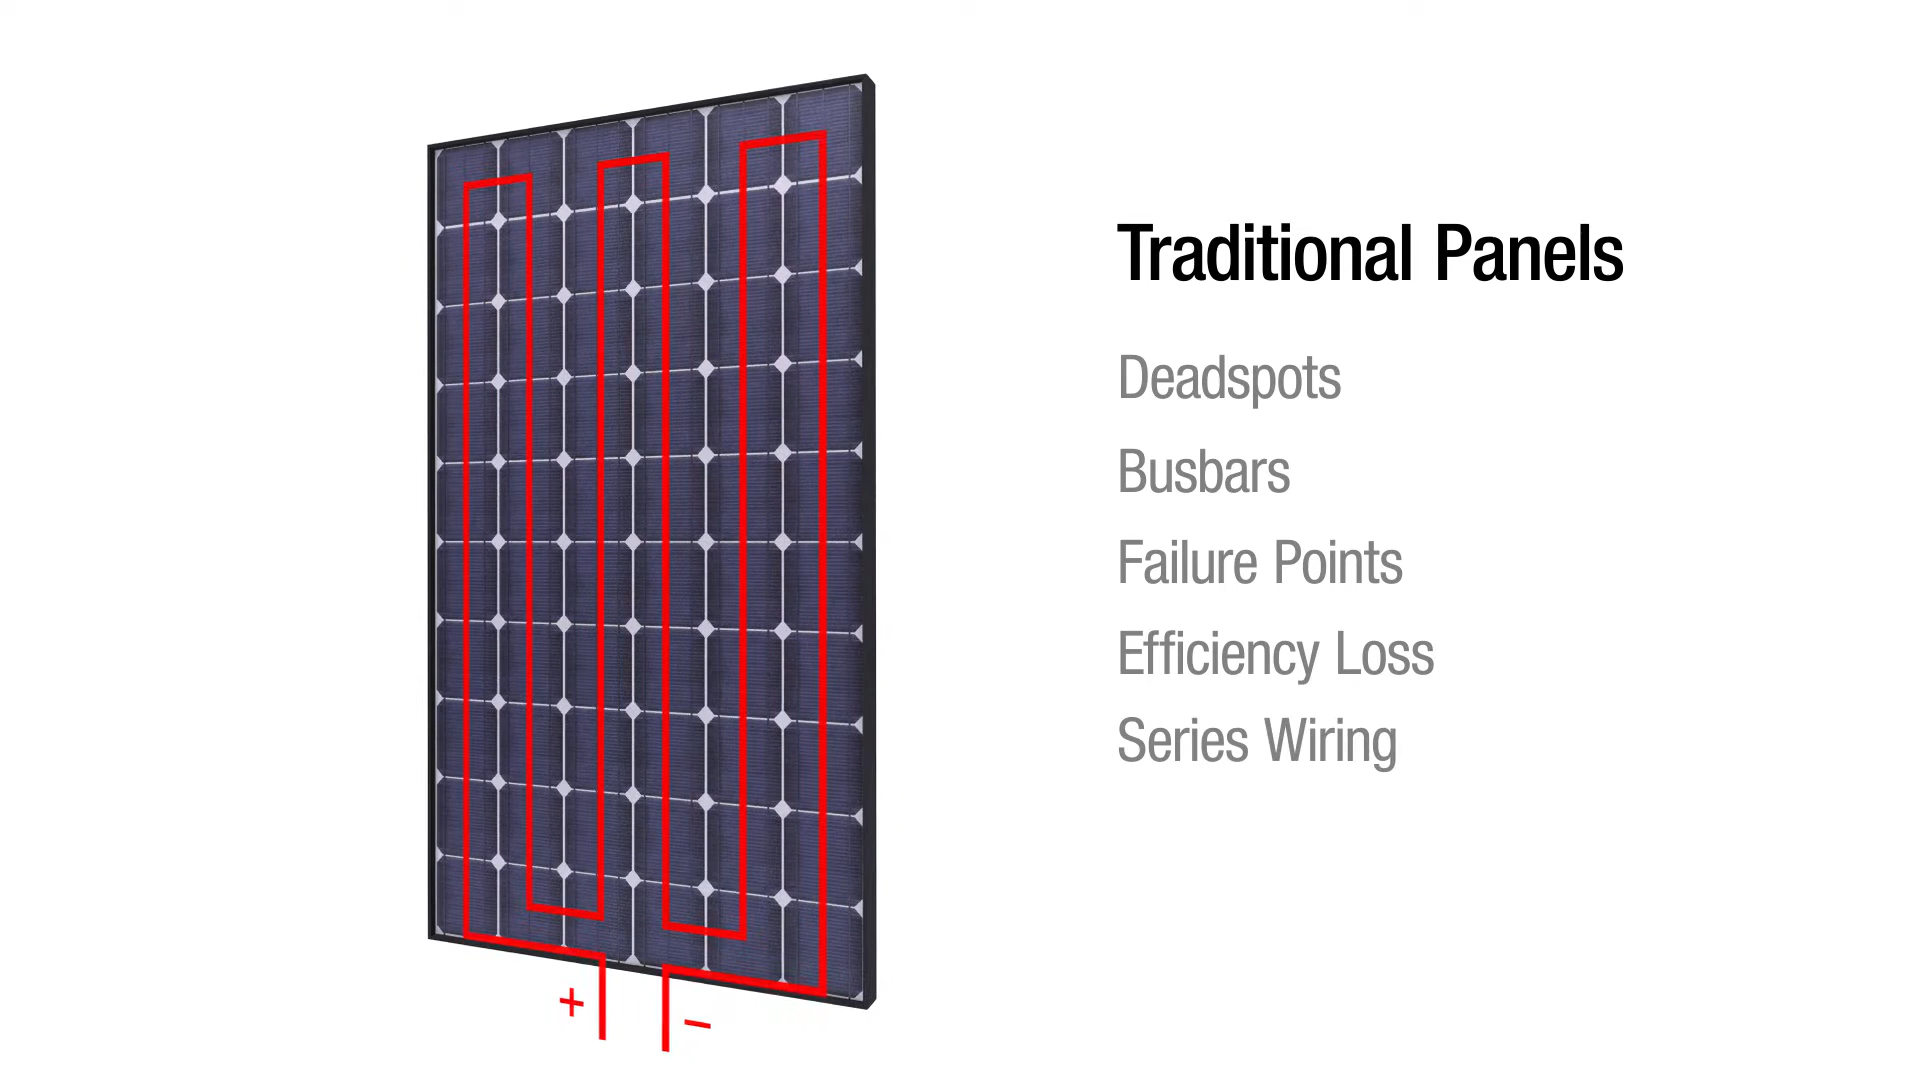 Traditional Panels
Deadspots
Busbars
Failure Points
Efficiency Loss
Series Wiring
+ −